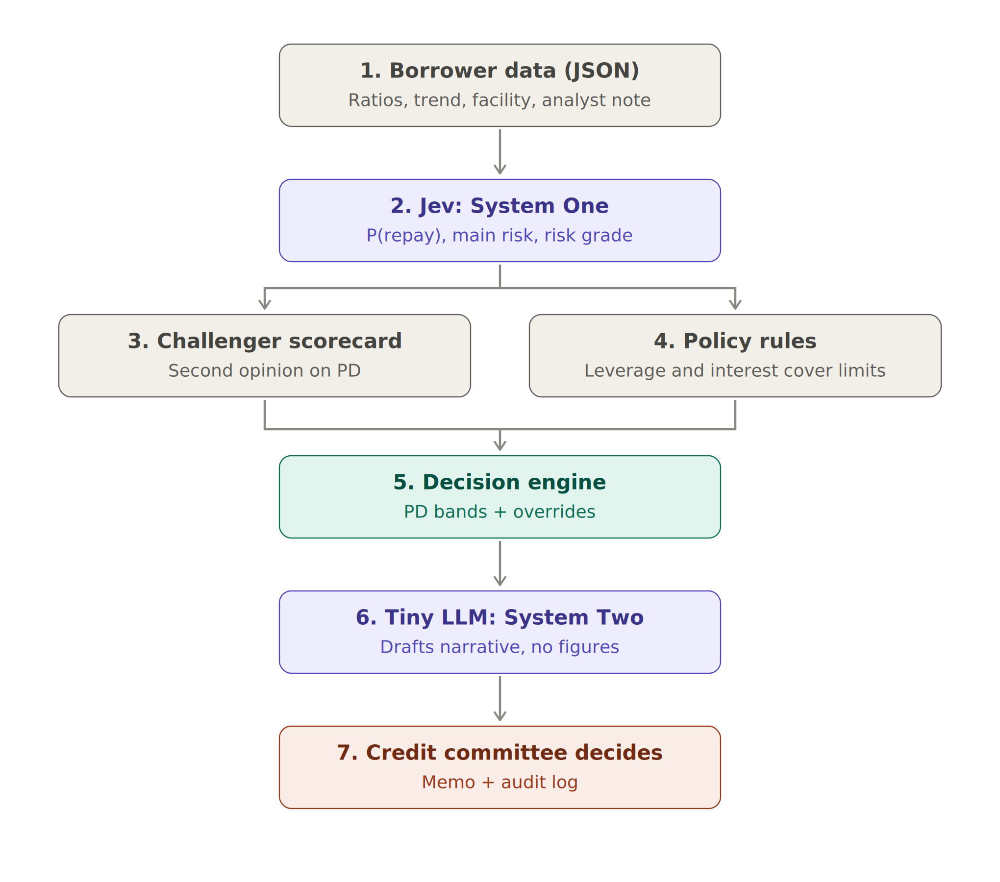 1. Borrower data (JSON)
Ratios, trend, facility, analyst note
2. Jev: System One
P(repay), main risk, risk grade
3. Challenger scorecard
Second opinion on PD
4. Policy rules
Leverage and interest cover limits
5. Decision engine
PD bands + overrides
6. Tiny LLM: System Two
Drafts narrative, no figures
7. Credit committee decides
Memo + audit log